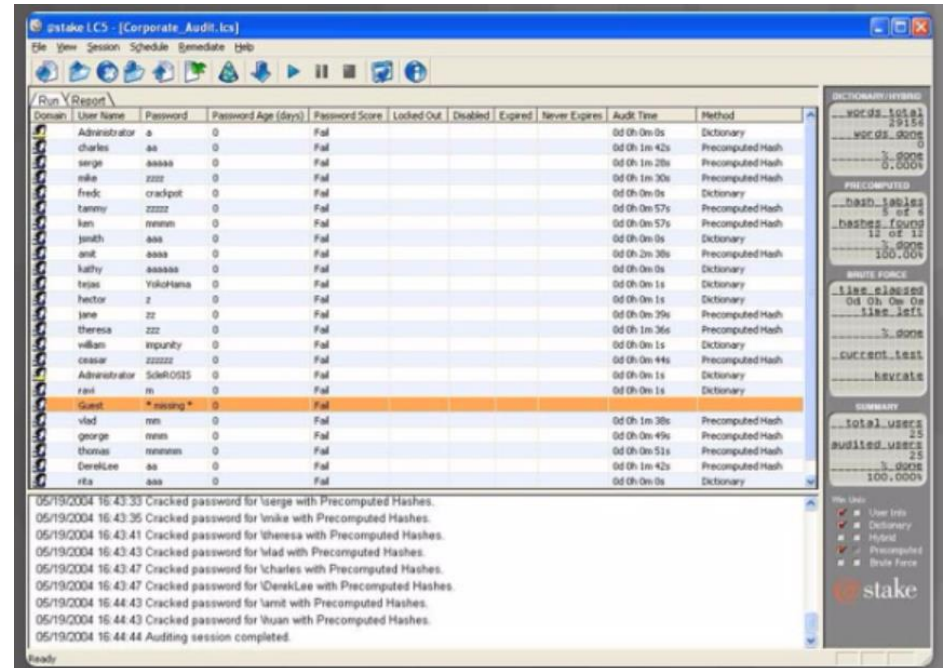 @stake LC5 - [Corporate_Audit.lcs]
File View Session Schedule Remediate Help
Run Report
Domain User Name Password Password Age (days) Password Score Locked Out Disabled Expired Never Expires Audit Time Method
Administrator a 0 Fail 0d 0h 0m 0s Dictionary
charles aa 0 Fail 0d 0h 1m 42s Precomputed Hash
serge aaaaa 0 Fail 0d 0h 1m 28s Precomputed Hash
mike zzzz 0 Fail 0d 0h 1m 30s Precomputed Hash
fredc crackpot 0 Fail 0d 0h 0m 0s Dictionary
tammy zzzzz 0 Fail 0d 0h 0m 57s Precomputed Hash
ken mmmm 0 Fail 0d 0h 0m 57s Precomputed Hash
jsmith aaa 0 Fail 0d 0h 0m 0s Dictionary
amit aaaa 0 Fail 0d 0h 2m 38s Precomputed Hash
kathy aaaaaa 0 Fail 0d 0h 0m 0s Dictionary
tejas YokoHama 0 Fail 0d 0h 0m 1s Dictionary
hector z 0 Fail 0d 0h 0m 1s Dictionary
jane zz 0 Fail 0d 0h 0m 39s Precomputed Hash
theresa zzz 0 Fail 0d 0h 1m 36s Precomputed Hash
william impunity 0 Fail 0d 0h 0m 1s Dictionary
ceasar zzzzzz 0 Fail 0d 0h 0m 44s Precomputed Hash
Administrator ScleROSIS 0 Fail 0d 0h 0m 1s Dictionary
ravi m 0 Fail 0d 0h 0m 1s Dictionary
Guest * missing * 0 Fail
vlad mm 0 Fail 0d 0h 1m 38s Precomputed Hash
george mmm 0 Fail 0d 0h 0m 49s Precomputed Hash
thomas mmmmm 0 Fail 0d 0h 0m 51s Precomputed Hash
DerekLee aa 0 Fail 0d 0h 1m 42s Precomputed Hash
rita aaa 0 Fail 0d 0h 0m 0s Dictionary
05/19/2004 16:43:33 Cracked password for \serge with Precomputed Hashes.
05/19/2004 16:43:35 Cracked password for \mike with Precomputed Hashes.
05/19/2004 16:43:41 Cracked password for \theresa with Precomputed Hashes.
05/19/2004 16:43:43 Cracked password for \vlad with Precomputed Hashes.
05/19/2004 16:43:47 Cracked password for \charles with Precomputed Hashes.
05/19/2004 16:43:47 Cracked password for \DerekLee with Precomputed Hashes.
05/19/2004 16:44:43 Cracked password for \amit with Precomputed Hashes.
05/19/2004 16:44:43 Cracked password for \huan with Precomputed Hashes.
05/19/2004 16:44:44 Auditing session completed.
Ready
DICTIONARY/HYBRID
words_total
29156
words_done
0
% done
0.000%
PRECOMPUTED
hash_tables
5 of 6
hashes_found
12 of 12
% done
100.00%
BRUTE FORCE
time_elapsed
0d 0h 0m 0s
time_left
% done
current_test
keyrate
SUMMARY
total_users
25
audited_users
25
% done
100.000%
User Info
Dictionary
Hybrid
Precomputed
Brute Force
@stake